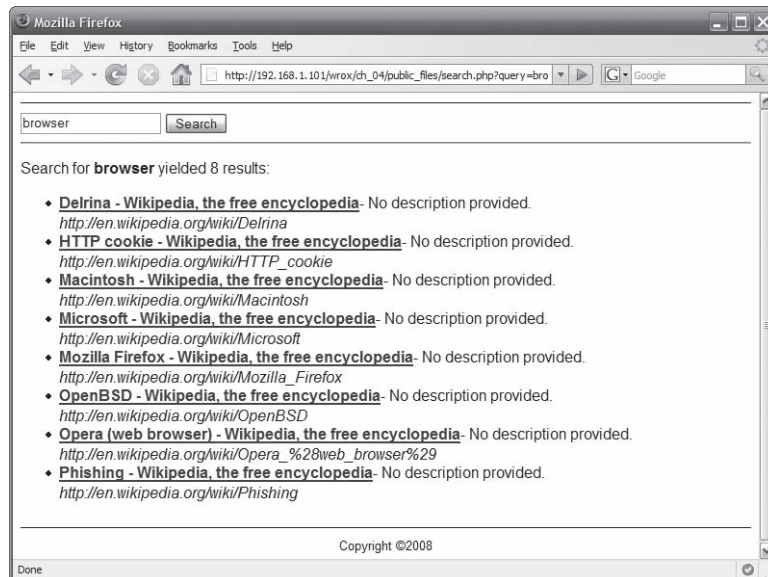 Mozilla Firefox
File Edit View History Bookmarks Tools Help
http://192.168.1.101/wrox/ch_04/public_files/search.php?query=bro
G Google
browser Search
Search for browser yielded 8 results:
Delrina - Wikipedia, the free encyclopedia- No description provided.
http://en.wikipedia.org/wiki/Delrina
HTTP cookie - Wikipedia, the free encyclopedia- No description provided.
http://en.wikipedia.org/wiki/HTTP_cookie
Macintosh - Wikipedia, the free encyclopedia- No description provided.
http://en.wikipedia.org/wiki/Macintosh
Microsoft - Wikipedia, the free encyclopedia- No description provided.
http://en.wikipedia.org/wiki/Microsoft
Mozilla Firefox - Wikipedia, the free encyclopedia- No description provided.
http://en.wikipedia.org/wiki/Mozilla_Firefox
OpenBSD - Wikipedia, the free encyclopedia- No description provided.
http://en.wikipedia.org/wiki/OpenBSD
Opera (web browser) - Wikipedia, the free encyclopedia- No description provided.
http://en.wikipedia.org/wiki/Opera_%28web_browser%29
Phishing - Wikipedia, the free encyclopedia- No description provided.
http://en.wikipedia.org/wiki/Phishing
Copyright ©2008
Done